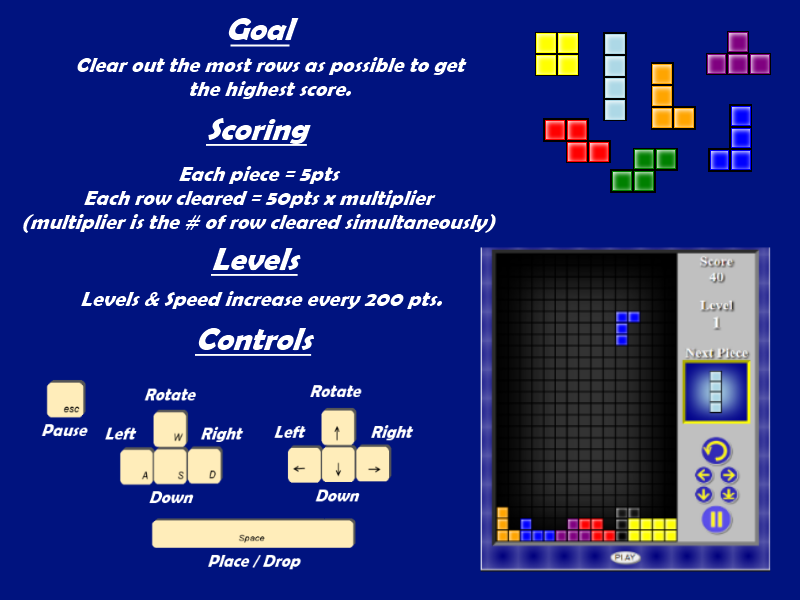 Goal
Clear out the most rows as possible to get
the highest score.
Scoring
Each piece = 5pts
Each row cleared = 50pts x multiplier
(multiplier is the # of row cleared simultaneously)
Levels
Levels & Speed increase every 200 pts.
Controls
esc
Pause
Rotate
W
Left
Right
A
S
D
Down
Rotate
↑
Left
Right
←
↓
→
Down
Space
Place / Drop
Score
40
Level
1
Next Piece
PLAY